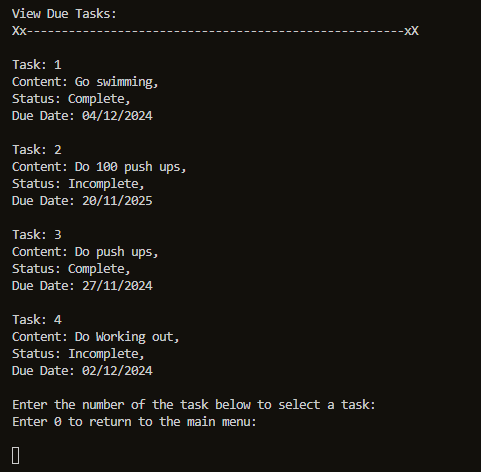 View Due Tasks:
Xx------------------------------------------------------xX
Task: 1
Content: Go swimming,
Status: Complete,
Due Date: 04/12/2024
Task: 2
Content: Do 100 push ups,
Status: Incomplete,
Due Date: 20/11/2025
Task: 3
Content: Do push ups,
Status: Complete,
Due Date: 27/11/2024
Task: 4
Content: Do Working out,
Status: Incomplete,
Due Date: 02/12/2024
Enter the number of the task below to select a task:
Enter 0 to return to the main menu: